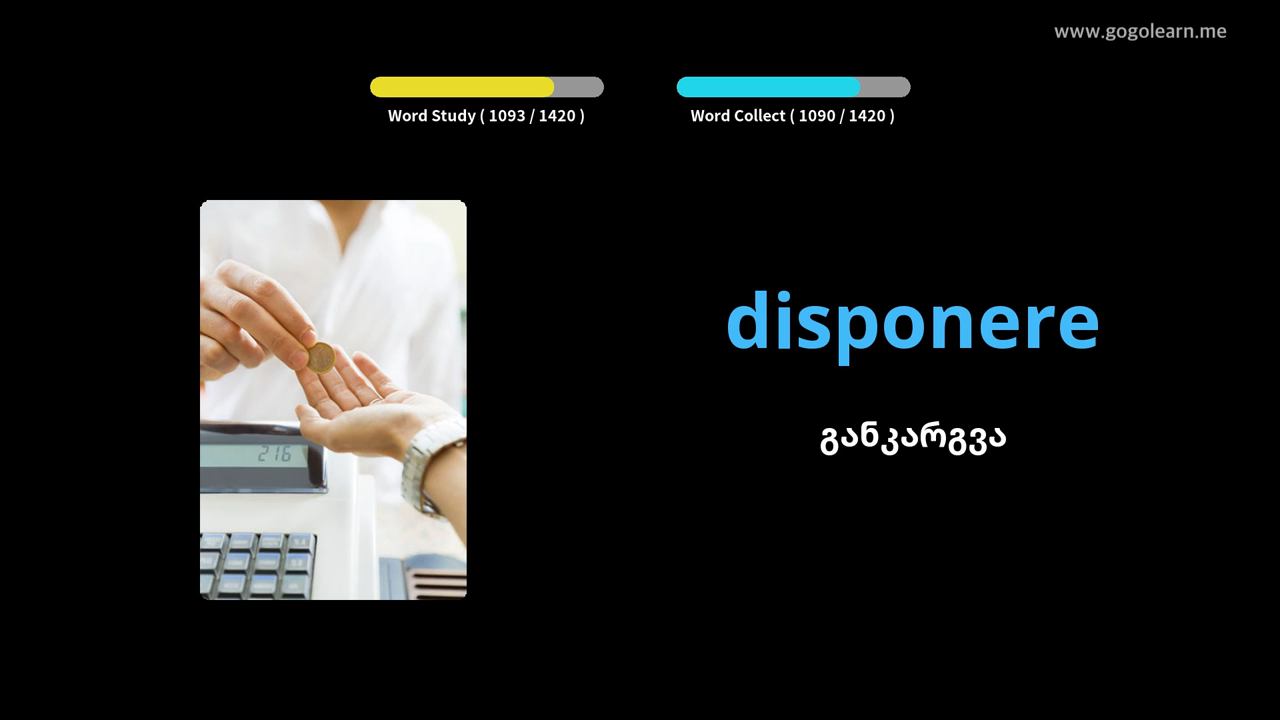 www.gogolearn.me
Word Study ( 1093 / 1420 )
Word Collect ( 1090 / 1420 )
disponere
განკარგვა
216